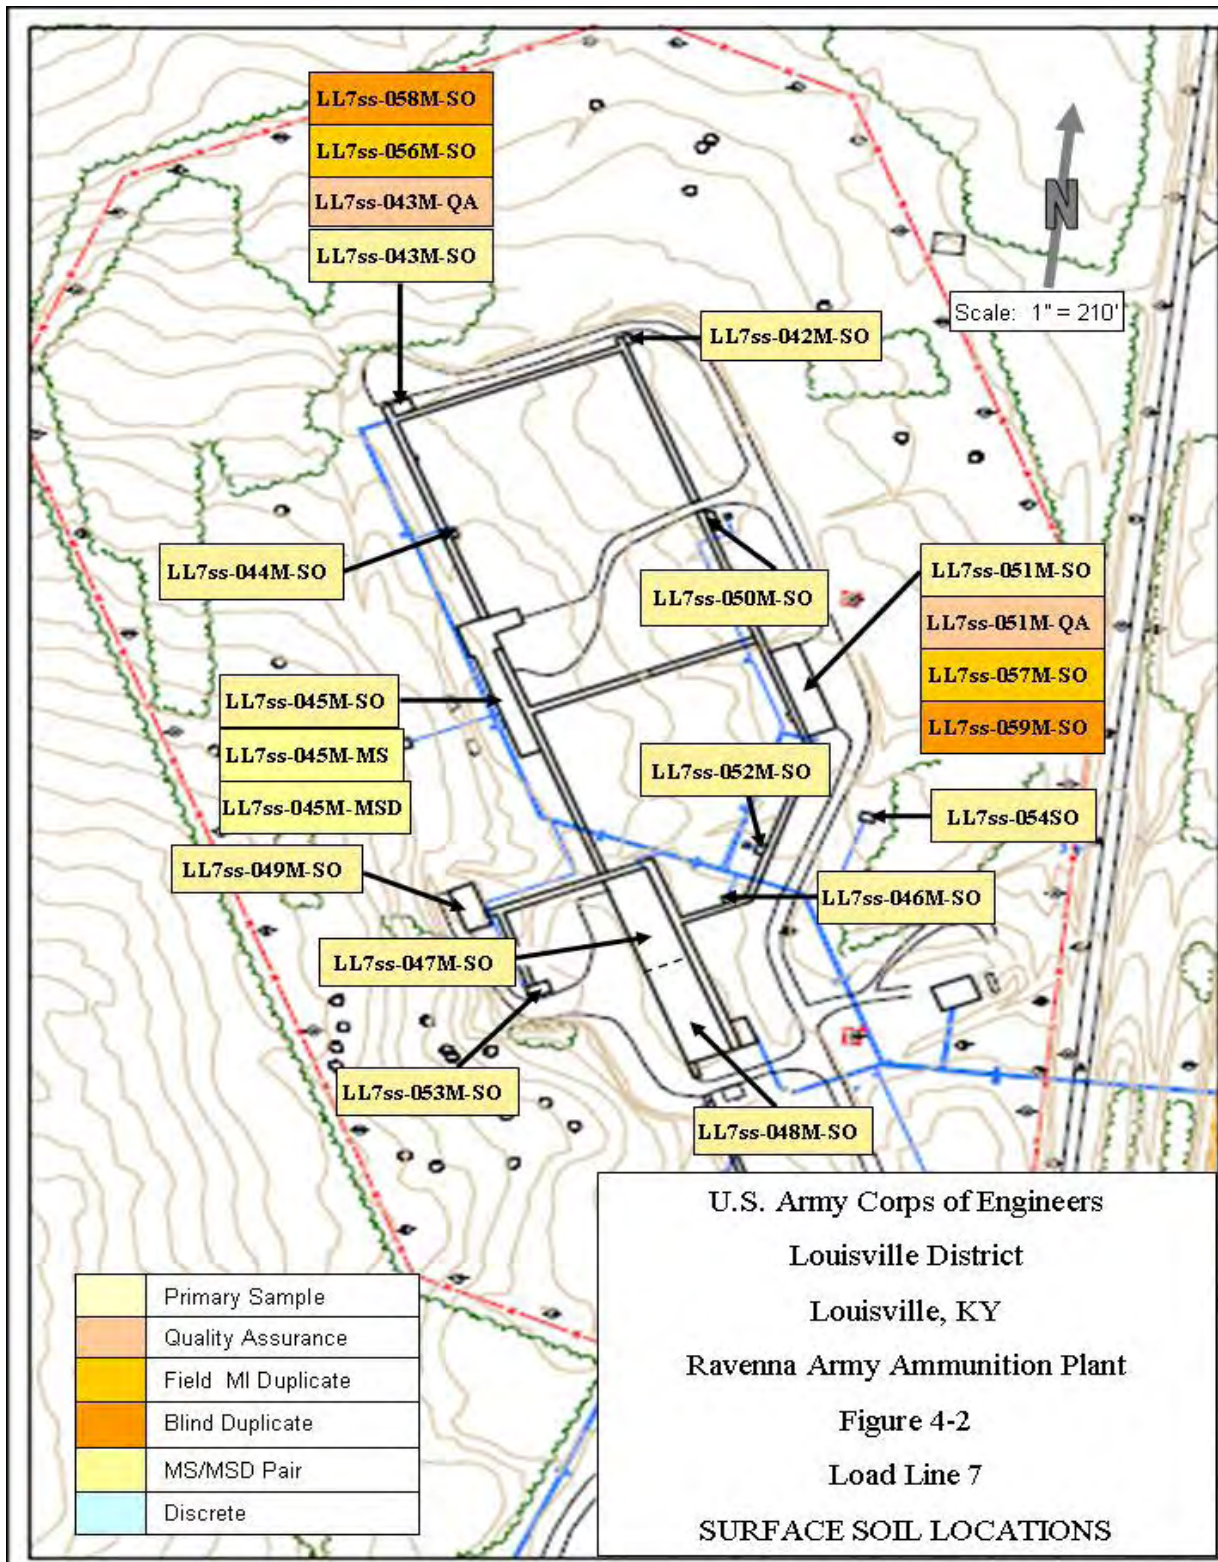 LL7ss-058M-SO
LL7ss-056M-SO
LL7ss-043M-QA
LL7ss-043M-SO
N
Scale: 1" = 210'
LL7ss-042M-SO
LL7ss-044M-SO
LL7ss-050M-SO
LL7ss-051M-SO
LL7ss-051M-QA
LL7ss-057M-SO
LL7ss-059M-SO
LL7ss-045M-SO
LL7ss-045M-MS
LL7ss-045M-MSD
LL7ss-052M-SO
LL7ss-054SO
LL7ss-049M-SO
LL7ss-046M-SO
LL7ss-047M-SO
LL7ss-053M-SO
LL7ss-048M-SO
Primary Sample
Quality Assurance
Field MI Duplicate
Blind Duplicate
MS/MSD Pair
Discrete
U.S. Army Corps of Engineers
Louisville District
Louisville, KY
Ravenna Army Ammunition Plant
Figure 4-2
Load Line 7
SURFACE SOIL LOCATIONS